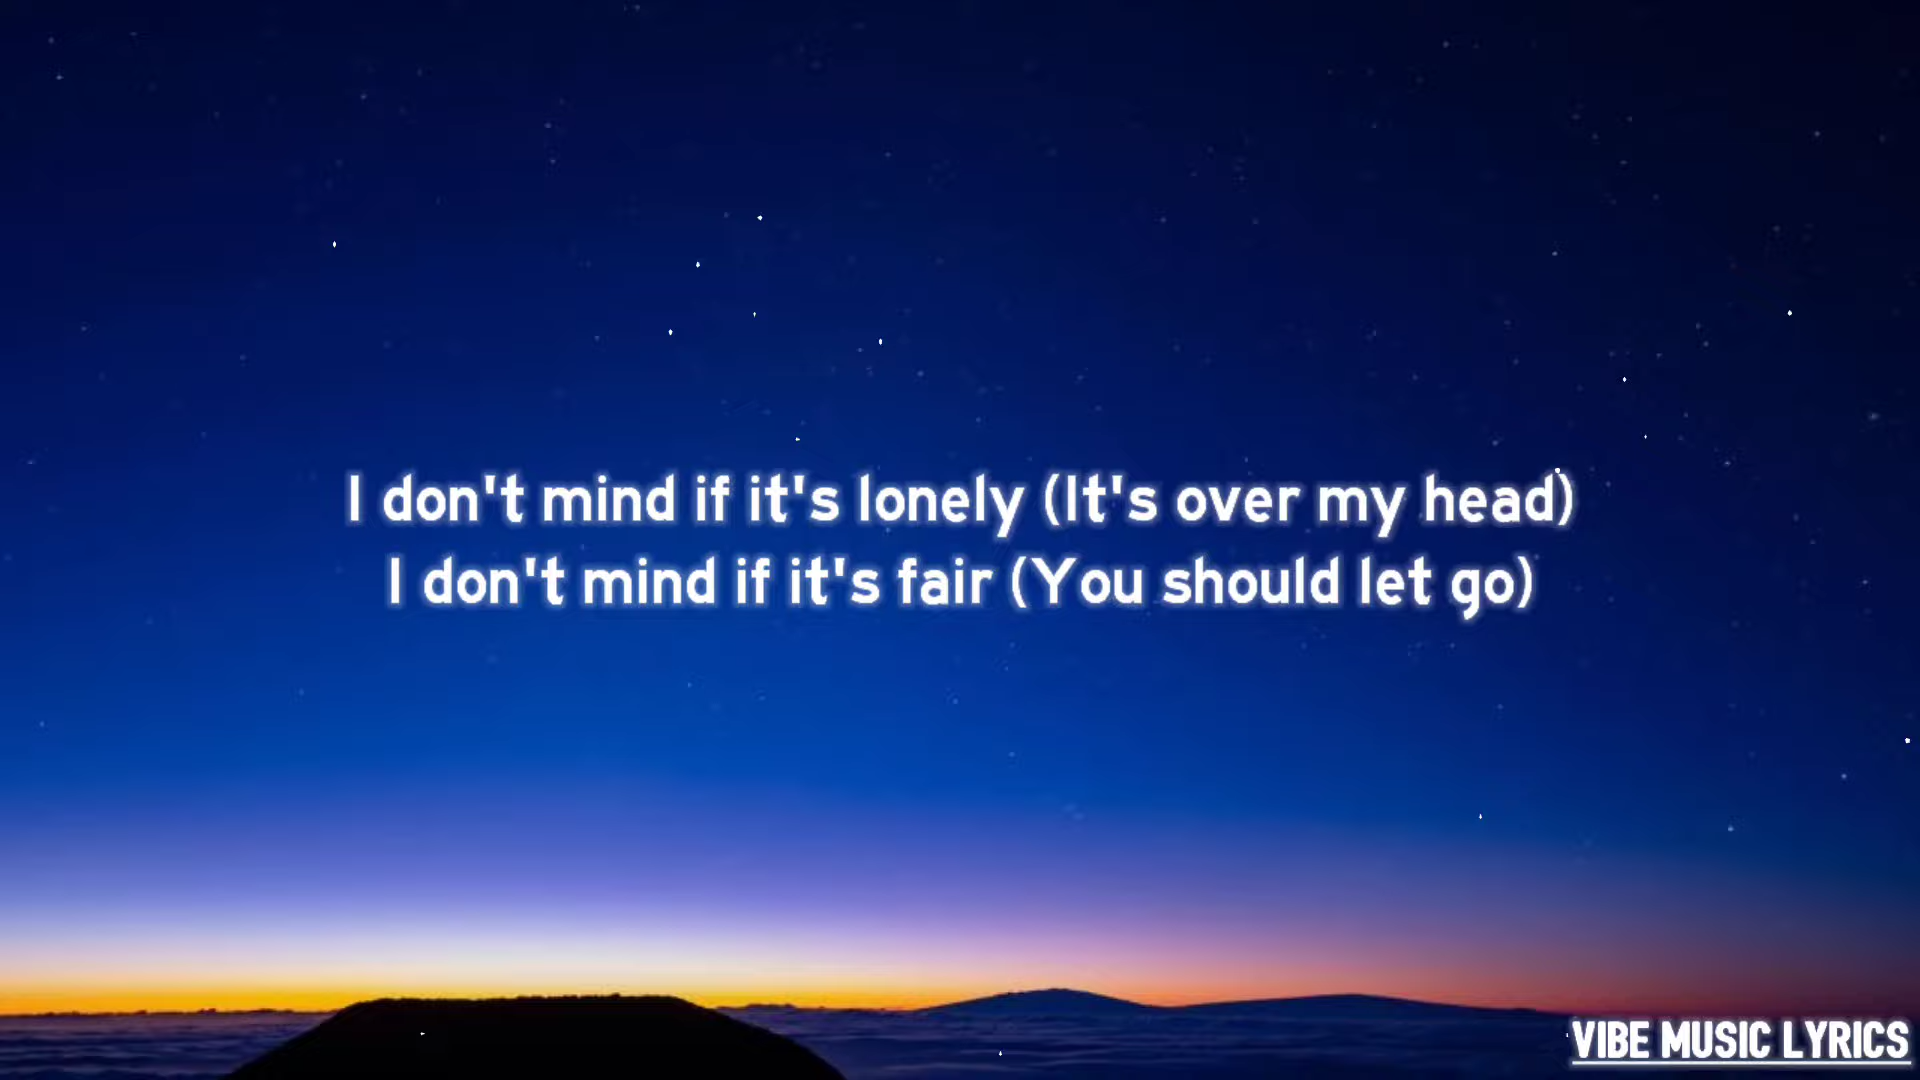 I don't mind if it's lonely (It's over my head)
I don't mind if it's fair (You should let go)
VIBE MUSIC LYRICS